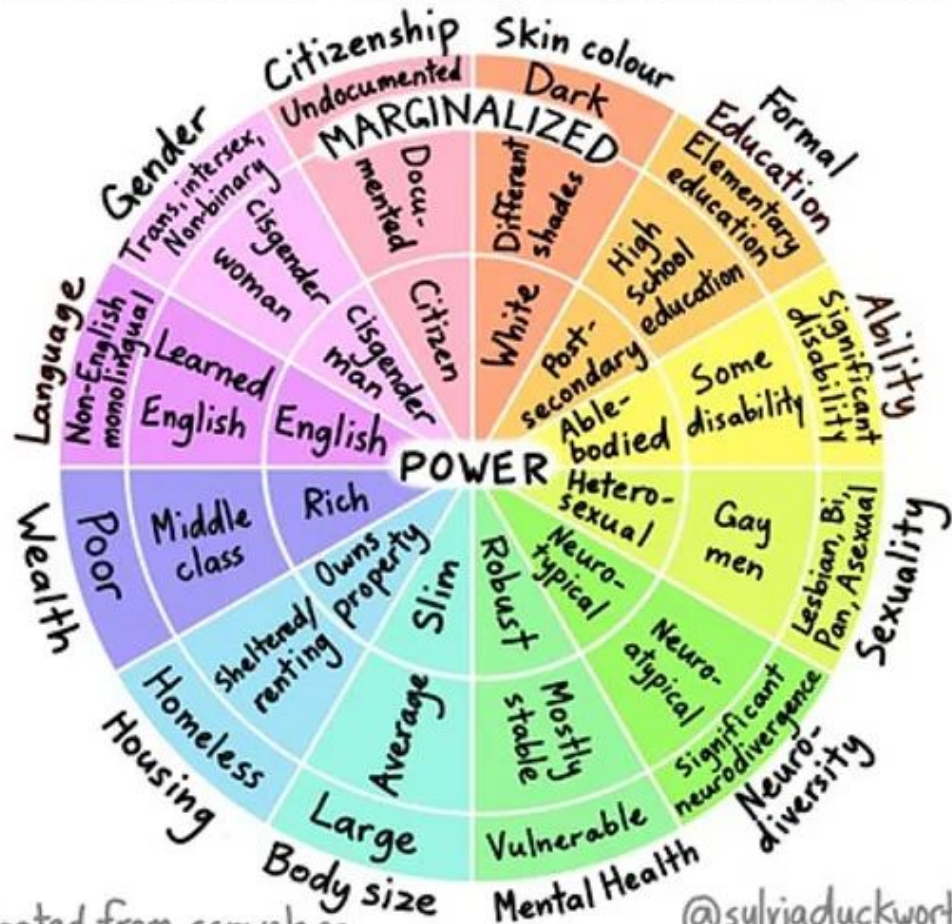 Citizenship
Undocumented
Docu-
mented
Citizen
Skin colour
Dark
Different
shades
White
MARGINALIZED
Formal
Education
Elementary
education
High
school
education
Post-
secondary
Ability
Significant
disability
Some
disability
Able-
bodied
Sexuality
Lesbian, Bi,
Pan, Asexual
Gay
men
Hetero-
sexual
Neuro-
diversity
Significant
neurodivergence
Neuro-
atypical
Neuro-
typical
Mental Health
Vulnerable
Mostly
stable
Robust
Body size
Large
Average
Slim
Housing
Homeless
Sheltered/
renting
Owns
property
Wealth
Poor
Middle
class
Rich
Language
Non-English
monolingual
Learned
English
English
Gender
Trans, intersex,
Non-binary
cisgender
woman
cisgender
man
POWER